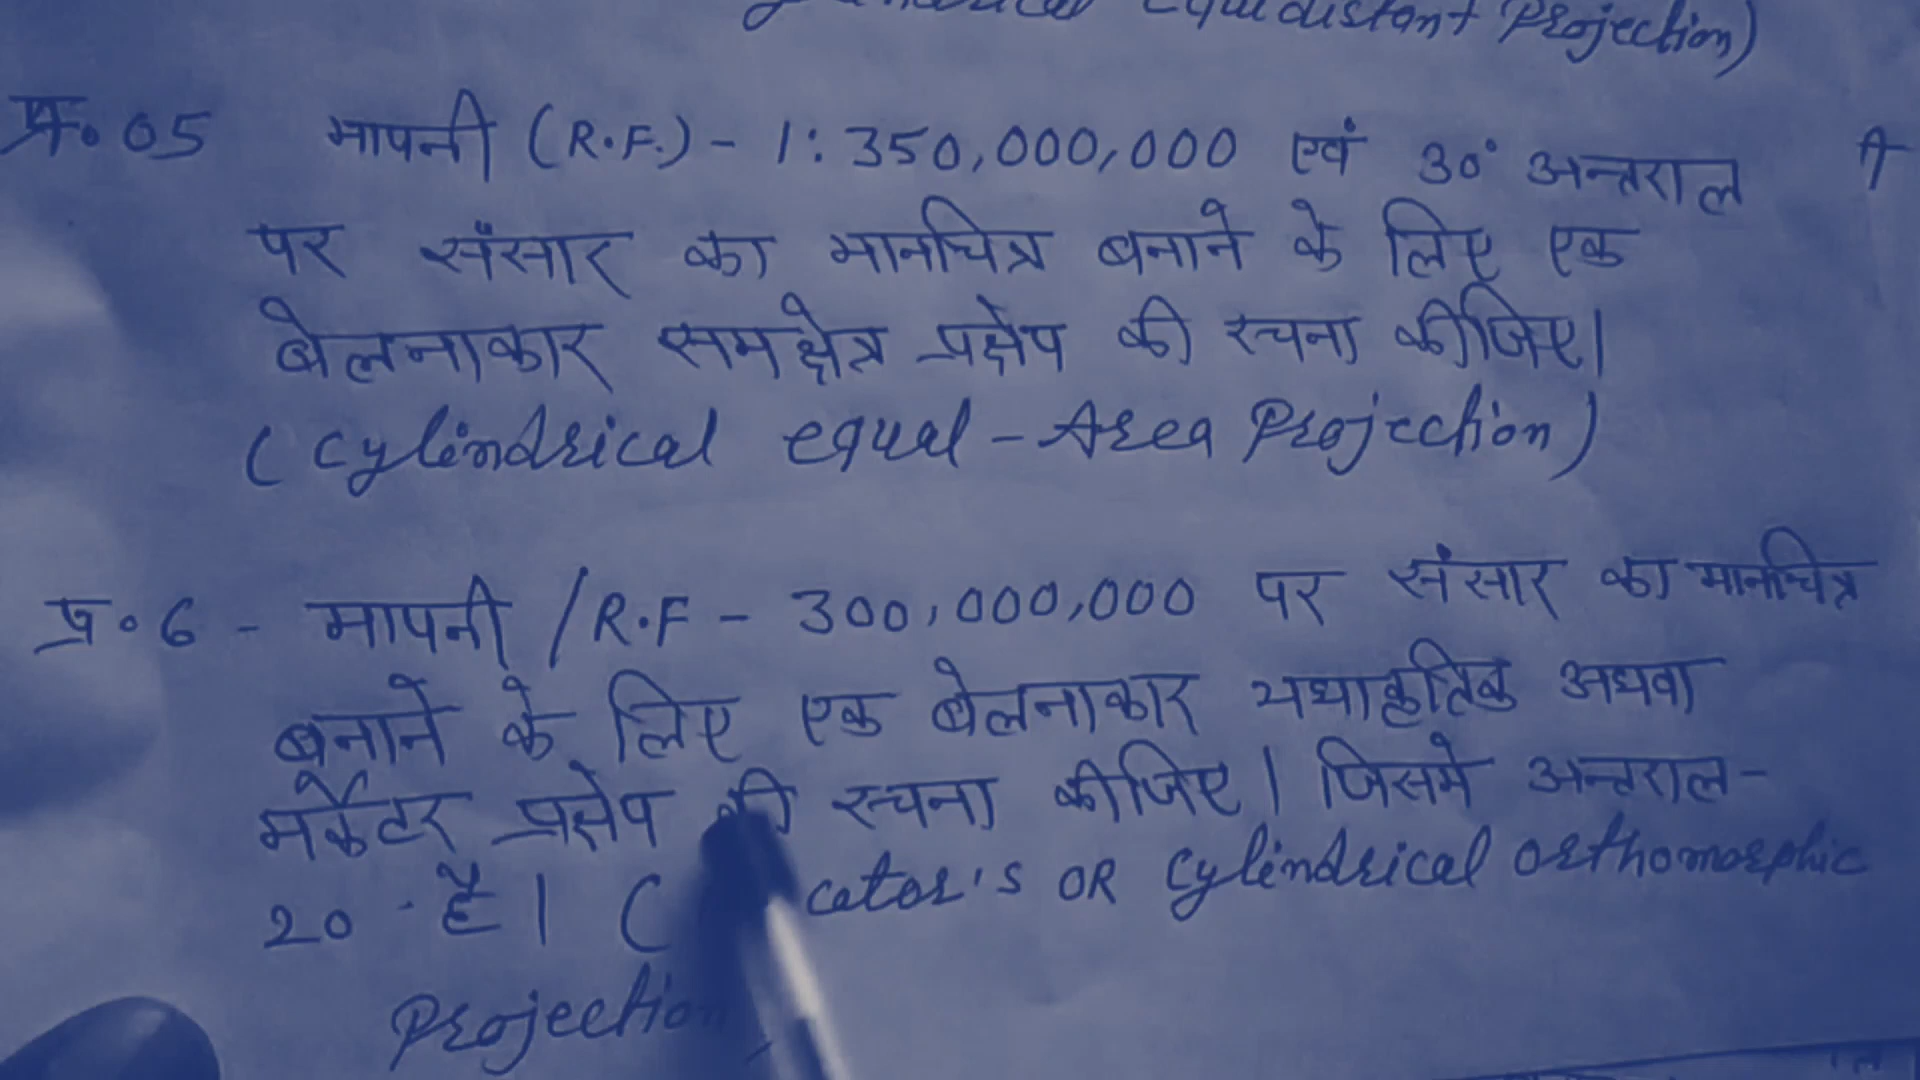 Equidistant Projection)
प्र. 05 मापनी (R.F.) - 1:350,000,000 एवं 30° अन्तराल
पर संसार का मानचित्र बनाने के लिए एक
बेलनाकार समक्षेत्र प्रक्षेप की रचना कीजिए।
(Cylindrical equal-Area Projection)
प्र. 6 - मापनी /R.F - 300,000,000 पर संसार का मानचित्र
बनाने के लिए एक बेलनाकार यथाकृतिक अथवा
मर्केटर प्रक्षेप की रचना कीजिए। जिसमे अन्तराल-
20 है। ( cator's OR Cylindrical orthomorphic
Projection